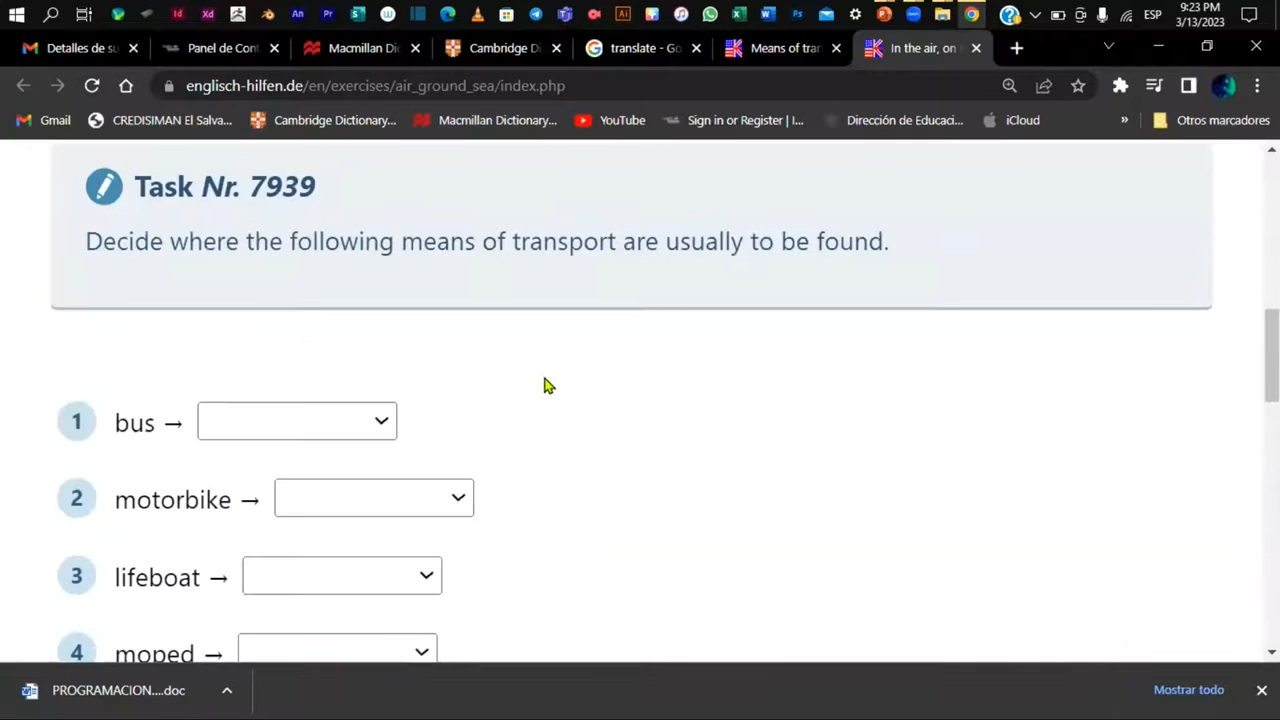 ESP
9:23 PM
3/13/2023
Detalles de su
Panel de Cont
Macmillan Dic
Cambridge Di
translate - Go
Means of tran
In the air, on
englisch-hilfen.de/en/exercises/air_ground_sea/index.php
Gmail
CREDISIMAN El Salva...
Cambridge Dictionary...
Macmillan Dictionary...
YouTube
Sign in or Register | I...
Dirección de Educaci...
iCloud
»
Otros marcadores
Task Nr. 7939
Decide where the following means of transport are usually to be found.
1 bus →
2 motorbike →
3 lifeboat →
4 moped →
PROGRAMACION....doc
Mostrar todo